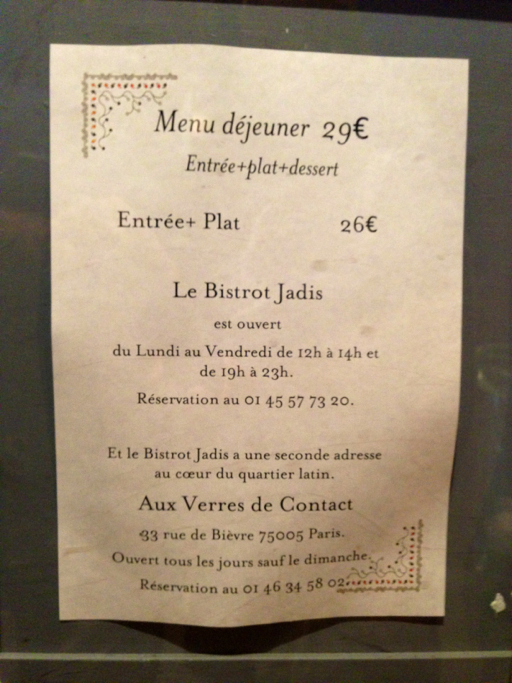 Menu déjeuner 29€
Entrée+plat+dessert
Entrée+ Plat 26€
Le Bistrot Jadis
est ouvert
du Lundi au Vendredi de 12h à 14h et
de 19h à 23h.
Réservation au 01 45 57 73 20.
Et le Bistrot Jadis a une seconde adresse
au cœur du quartier latin.
Aux Verres de Contact
33 rue de Bièvre 75005 Paris.
Ouvert tous les jours sauf le dimanche.
Réservation au 01 46 34 58 02.